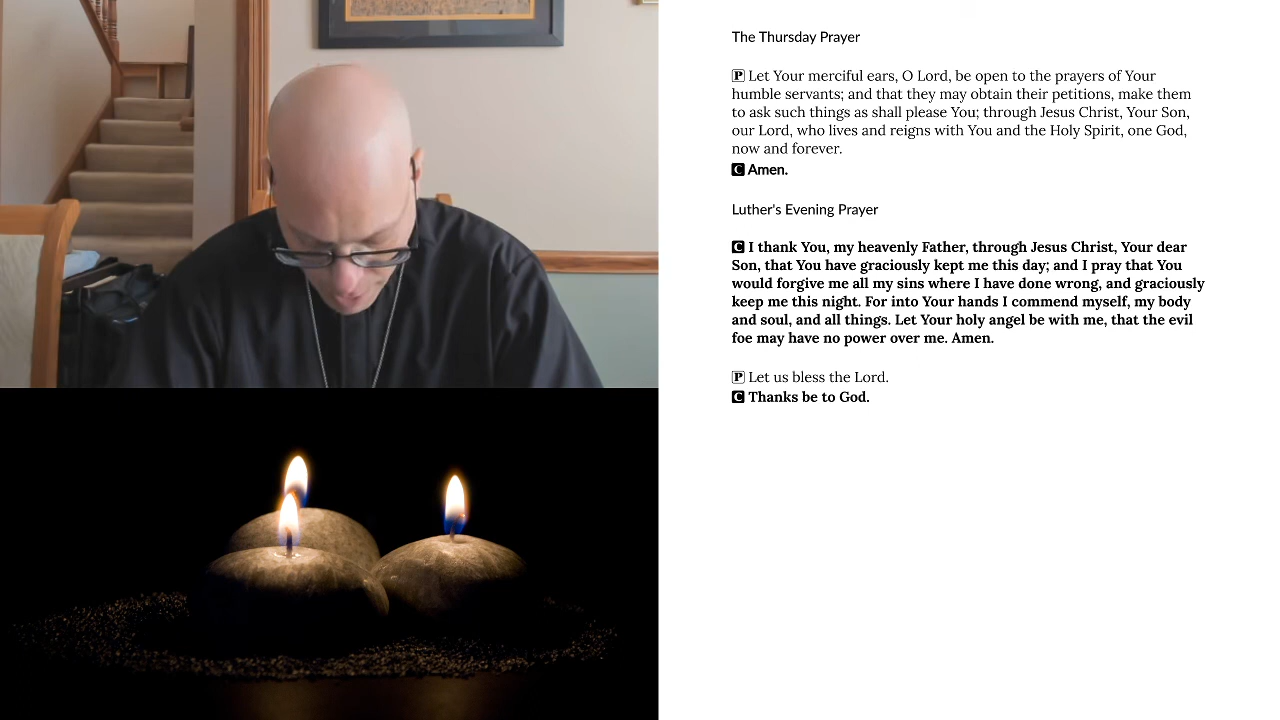 The Thursday Prayer
P Let Your merciful ears, O Lord, be open to the prayers of Your
humble servants; and that they may obtain their petitions, make them
to ask such things as shall please You; through Jesus Christ, Your Son,
our Lord, who lives and reigns with You and the Holy Spirit, one God,
now and forever.
C Amen.
Luther's Evening Prayer
C I thank You, my heavenly Father, through Jesus Christ, Your dear
Son, that You have graciously kept me this day; and I pray that You
would forgive me all my sins where I have done wrong, and graciously
keep me this night. For into Your hands I commend myself, my body
and soul, and all things. Let Your holy angel be with me, that the evil
foe may have no power over me. Amen.
P Let us bless the Lord.
C Thanks be to God.